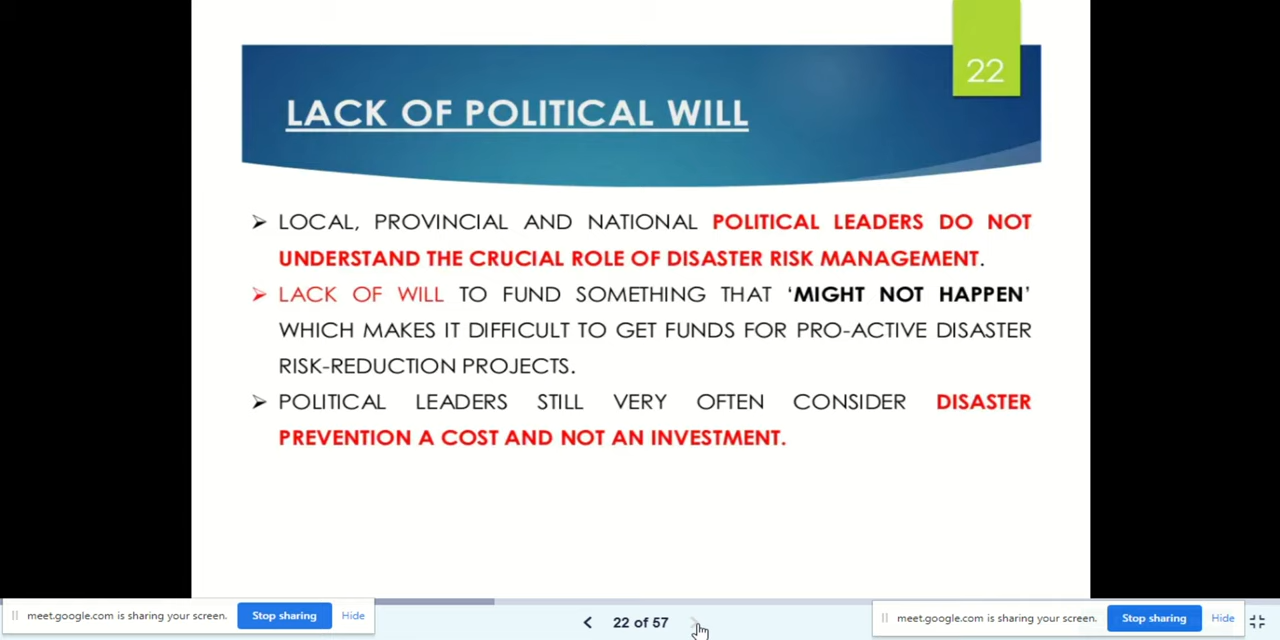 22
LACK OF POLITICAL WILL
➢ LOCAL, PROVINCIAL AND NATIONAL POLITICAL LEADERS DO NOT
UNDERSTAND THE CRUCIAL ROLE OF DISASTER RISK MANAGEMENT.
➢ LACK OF WILL TO FUND SOMETHING THAT ‘MIGHT NOT HAPPEN’
WHICH MAKES IT DIFFICULT TO GET FUNDS FOR PRO-ACTIVE DISASTER
RISK-REDUCTION PROJECTS.
➢ POLITICAL LEADERS STILL VERY OFTEN CONSIDER DISASTER
PREVENTION A COST AND NOT AN INVESTMENT.
meet.google.com is sharing your screen. Stop sharing Hide
22 of 57
meet.google.com is sharing your screen. Stop sharing Hide